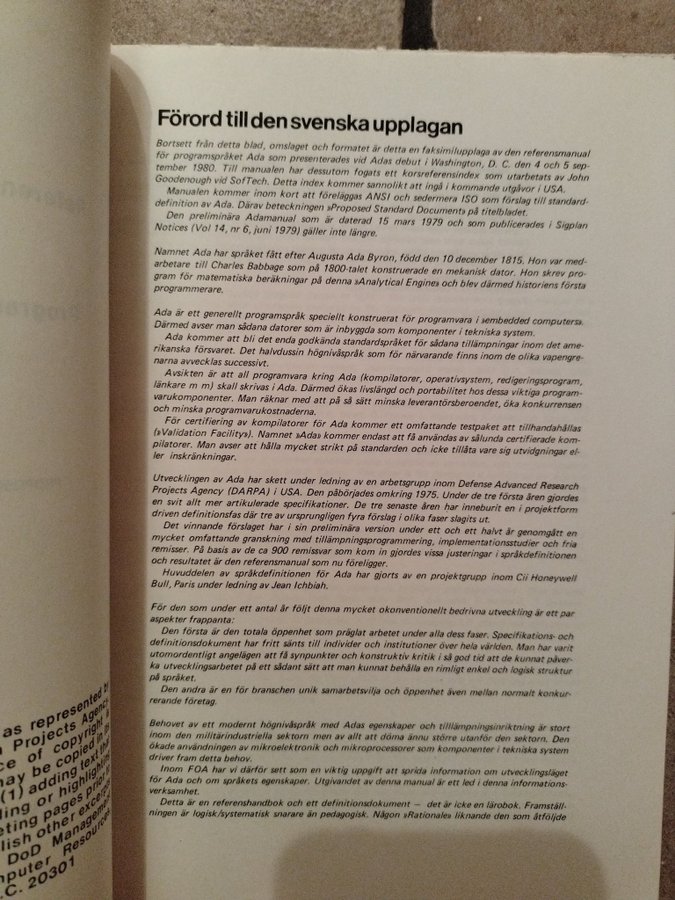 Förord till den svenska upplagan
Bortsett från detta blad, omslaget och formatet är detta en faksimilupplaga av den referensmanual
för programspråket Ada som presenterades vid Adas debut i Washington, D. C. den 4 och 5 sep-
tember 1980. Till manualen har dessutom fogats ett korsreferensindex som utarbetats av John
Goodenough vid SofTech. Detta index kommer sannolikt att ingå i kommande utgåvor i USA.
Manualen kommer inom kort att föreläggas ANSI och sedermera ISO som förslag till standard-
definition av Ada. Därav beteckningen »Proposed Standard Document» på titelbladet.
Den preliminära Adamanual som är daterad 15 mars 1979 och som publicerades i Sigplan
Notices (Vol 14, nr 6, juni 1979) gäller inte längre.
Namnet Ada har språket fått efter Augusta Ada Byron, född den 10 december 1815. Hon var med-
arbetare till Charles Babbage som på 1800-talet konstruerade en mekanisk dator. Hon skrev pro-
gram för matematiska beräkningar på denna »Analytical Engine» och blev därmed historiens första
programmerare.
Ada är ett generellt programspråk speciellt konstruerat för programvara i »embedded computers».
Därmed avser man sådana datorer som är inbyggda som komponenter i tekniska system.
Ada kommer att bli det enda godkända standardspråket för sådana tillämpningar inom det ame-
rikanska försvaret. Det halvdussin högnivåspråk som för närvarande finns inom de olika vapengre-
narna avvecklas successivt.
Avsikten är att all programvara kring Ada (kompilatorer, operativsystem, redigeringsprogram,
länkare m m) skall skrivas i Ada. Därmed ökas livslängd och portabilitet hos dessa viktiga program-
varukomponenter. Man räknar med att på så sätt minska leverantörsberoendet, öka konkurrensen
och minska programvarukostnaderna.
För certifiering av kompilatorer för Ada kommer ett omfattande testpaket att tillhandahållas
(»Validation Facility»). Namnet »Ada» kommer endast att få användas av sålunda certifierade kom-
pilatorer. Man avser att hålla mycket strikt på standarden och icke tillåta vare sig utvidgningar el-
ler inskränkningar.
Utvecklingen av Ada har skett under ledning av en arbetsgrupp inom Defense Advanced Research
Projects Agency (DARPA) i USA. Den påbörjades omkring 1975. Under de tre första åren gjordes
en svit allt mer artikulerade specifikationer. De tre senaste åren har inneburit en i projektform
driven definitionsfas där tre av ursprungligen fyra förslag i olika faser slagits ut.
Det vinnande förslaget har i sin preliminära version under ett och ett halvt år genomgått en
mycket omfattande granskning med tillämpningsprogrammering, implementationsstudier och fria
remisser. På basis av de ca 900 remissvar som kom in gjordes vissa justeringar i språkdefinitionen
och resultatet är den referensmanual som nu föreligger.
Huvuddelen av språkdefinitionen för Ada har gjorts av en projektgrupp inom Cii Honeywell
Bull, Paris under ledning av Jean Ichbiah.
För den som under ett antal år följt denna mycket okonventionellt bedrivna utveckling är ett par
aspekter frappanta:
Den första är den totala öppenhet som präglat arbetet under alla dess faser. Specifikations- och
definitionsdokument har fritt sänts till individer och institutioner över hela världen. Man har varit
utomordentligt angelägen att få synpunkter och konstruktiv kritik i så god tid att de kunnat påver-
ka utvecklingsarbetet på ett sådant sätt att man kunnat behålla en rimligt enkel och logisk struktur
på språket.
Den andra är en för branschen unik samarbetsvilja och öppenhet även mellan normalt konkur-
rerande företag.
Behovet av ett modernt högnivåspråk med Adas egenskaper och tillämpningsinriktning är stort
inom den militärindustriella sektorn men av allt att döma ännu större utanför den sektorn. Den
ökade användningen av mikroelektronik och mikroprocessorer som komponenter i tekniska system
driver fram detta behov.
Inom FOA har vi därför sett som en viktig uppgift att sprida information om utvecklingsläget
för Ada och om språkets egenskaper. Utgivandet av denna manual är ett led i denna informations-
verksamhet.
Detta är en referenshandbok och ett definitionsdokument — det är icke en lärobok. Framställ-
ningen är logisk/systematisk snarare än pedagogisk. Någon »Rationale» liknande den som åtföljde
as represented
Projects Agenc
ce of copyright
may be copied in
(1) adding text
ding or highlight
eting pages prior
lish other excerp
DoD Managemen
mputer Resources
.C. 20301